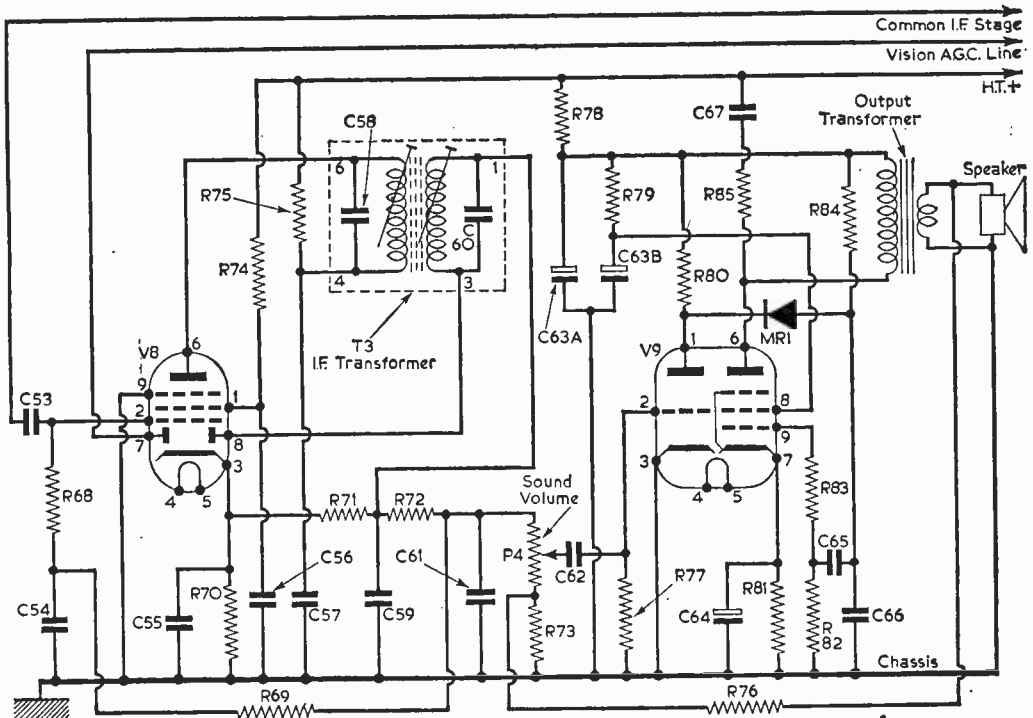 Common I.F. Stage
Vision A.G.C. Line
H.T.+
C58
R78
C67
Output
Transformer
6
1
Speaker
R75
C
60
R79
R85
R84
R74
4
3
C63B
R80
C63A
MR1
T3
I.F. Transformer
V8
6
V9
1
6
9
C53
2
1
2
8
7
8
9
3
3
7
4
5
4
5
R68
Sound
Volume
R83
R71
R72
P4
C62
C65
C56
C61
R77
C54
C55
R70
C57
C59
R73
C64
R81
R
82
C66
Chassis
R69
R76